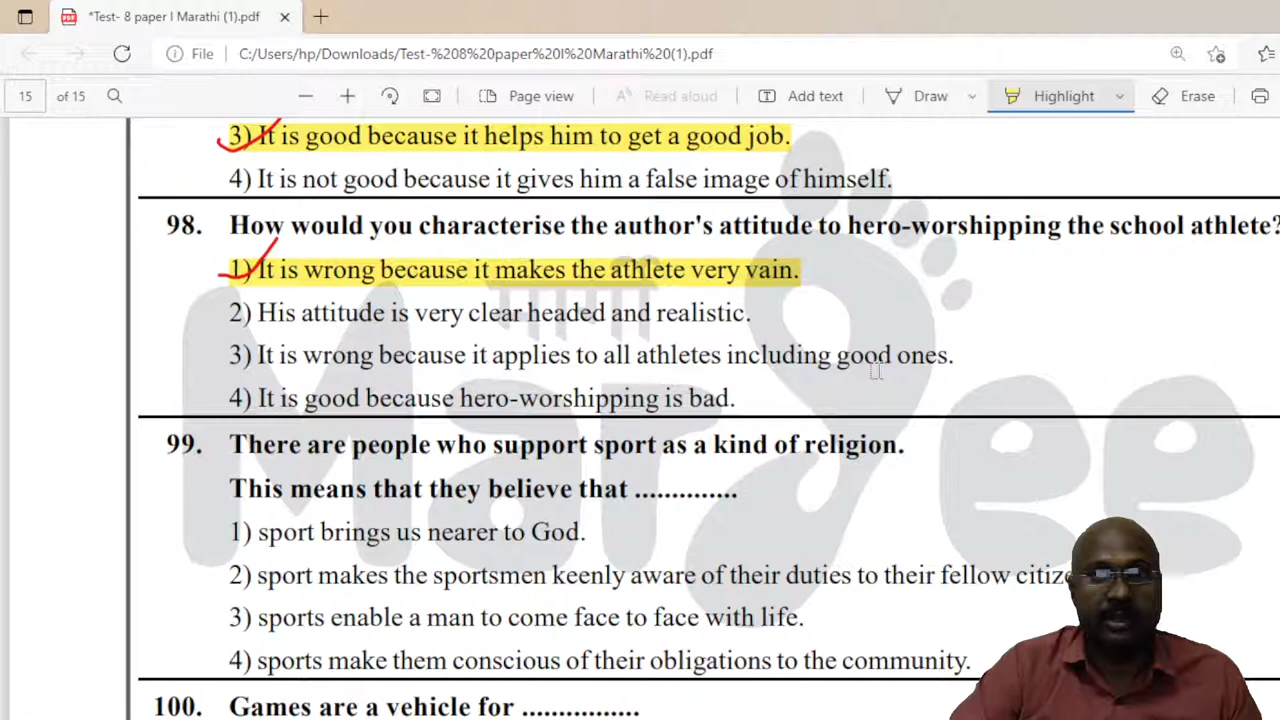 *Test- 8 paper I Marathi (1).pdf
File C:/Users/hp/Downloads/Test-%208%20paper%20I%20Marathi%20(1).pdf
15 of 15 Page view Read aloud Add text Draw Highlight Erase
3) It is good because it helps him to get a good job.
4) It is not good because it gives him a false image of himself.
98. How would you characterise the author's attitude to hero-worshipping the school athlete?
1) It is wrong because it makes the athlete very vain.
2) His attitude is very clear headed and realistic.
3) It is wrong because it applies to all athletes including good ones.
4) It is good because hero-worshipping is bad.
99. There are people who support sport as a kind of religion.
This means that they believe that ..............
1) sport brings us nearer to God.
2) sport makes the sportsmen keenly aware of their duties to their fellow citize
3) sports enable a man to come face to face with life.
4) sports make them conscious of their obligations to the community.
100. Games are a vehicle for ................